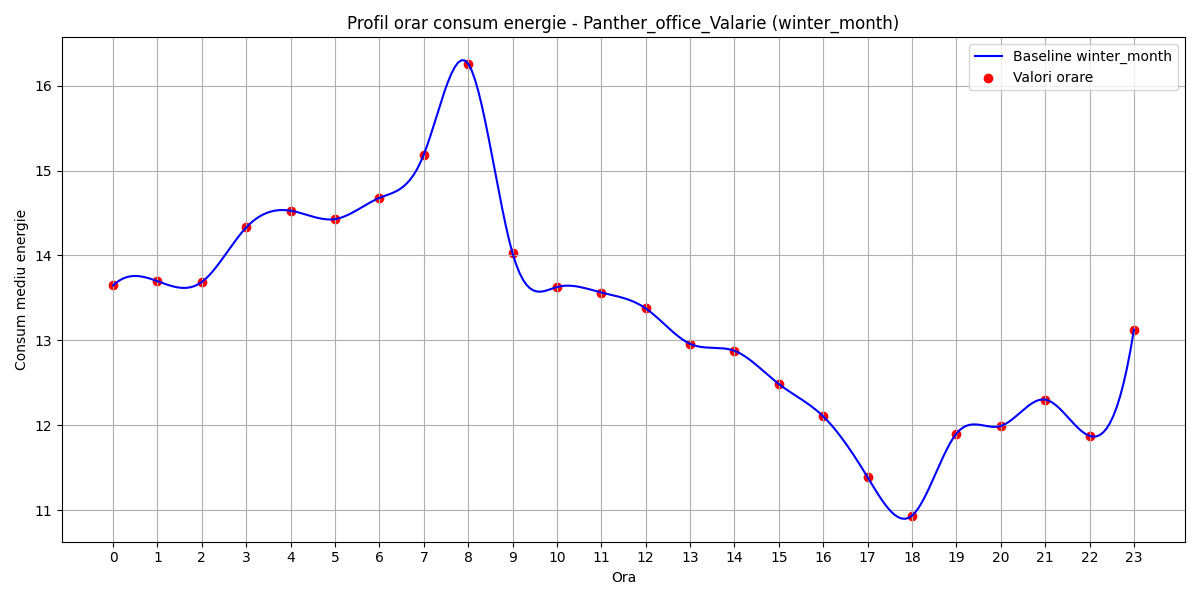 Profil orar consum energie - Panther_office_Valarie (winter_month)
Baseline winter_month
Valori orare
Consum mediu energie
16
15
14
13
12
11
0 1 2 3 4 5 6 7 8 9 10 11 12 13 14 15 16 17 18 19 20 21 22 23
Ora